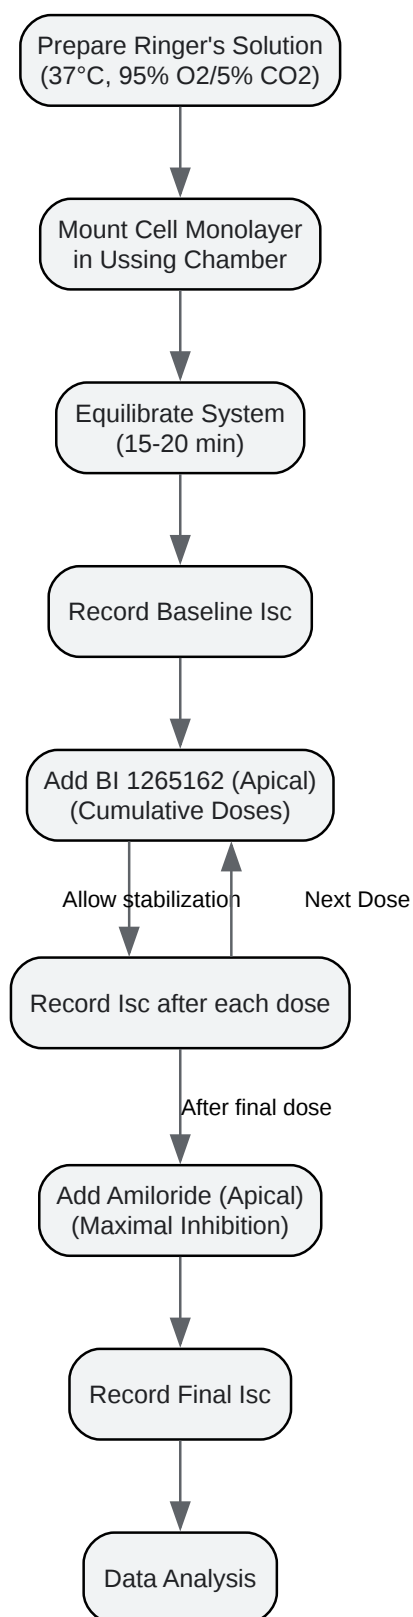 Prepare Ringer's Solution
(37°C, 95% O2/5% CO2)
Mount Cell Monolayer
in Ussing Chamber
Equilibrate System
(15-20 min)
Record Baseline Isc
Add BI 1265162 (Apical)
(Cumulative Doses)
Allow stabilization
Next Dose
Record Isc after each dose
After final dose
Add Amiloride (Apical)
(Maximal Inhibition)
Record Final Isc
Data Analysis